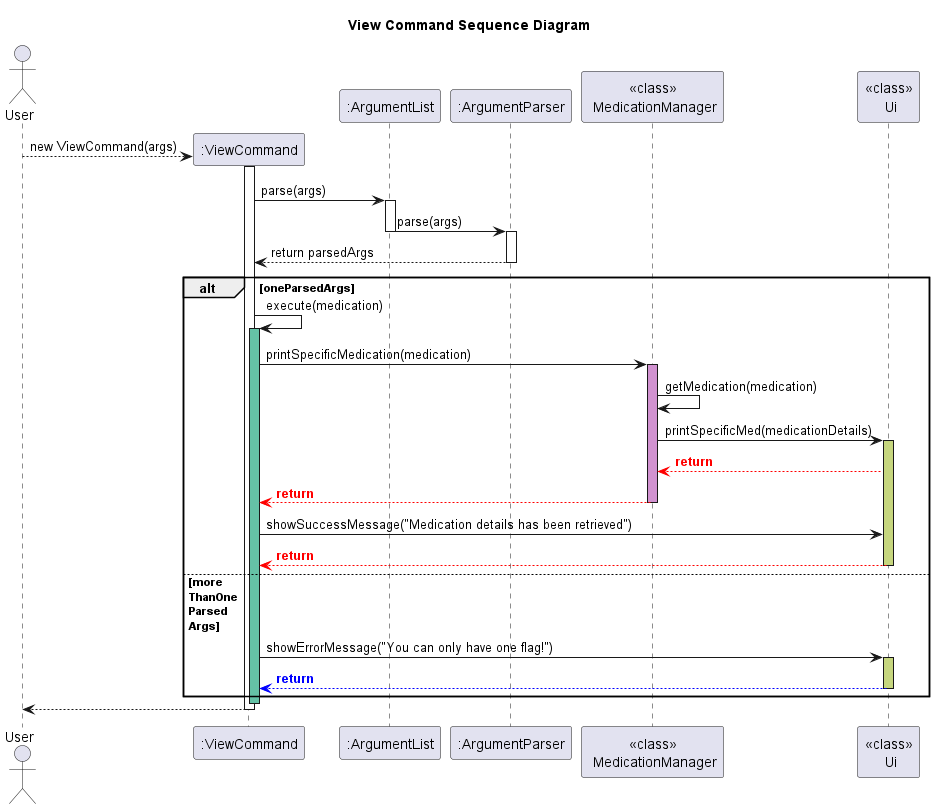 View Command Sequence Diagram
User
:ArgumentList
:ArgumentParser
«class»
MedicationManager
«class»
Ui
new ViewCommand(args)
:ViewCommand
parse(args)
parse(args)
return parsedArgs
alt
[oneParsedArgs]
execute(medication)
printSpecificMedication(medication)
getMedication(medication)
printSpecificMed(medicationDetails)
return
return
showSuccessMessage("Medication details has been retrieved")
return
[more
ThanOne
Parsed
Args]
showErrorMessage("You can only have one flag!")
return
User
:ViewCommand
:ArgumentList
:ArgumentParser
«class»
MedicationManager
«class»
Ui